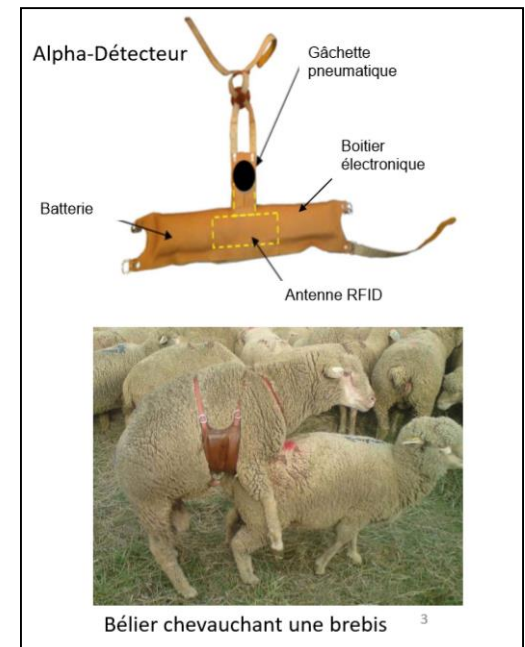 Alpha-Détecteur
Gâchette
pneumatique
Boitier
électronique
Batterie
Antenne RFID
Bélier chevauchant une brebis
3